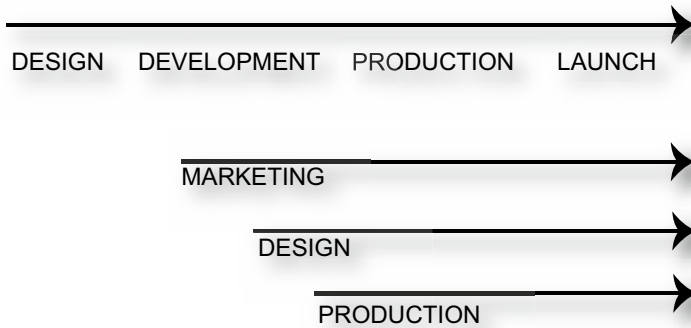 DESIGN DEVELOPMENT PRODUCTION LAUNCH
MARKETING
DESIGN
PRODUCTION